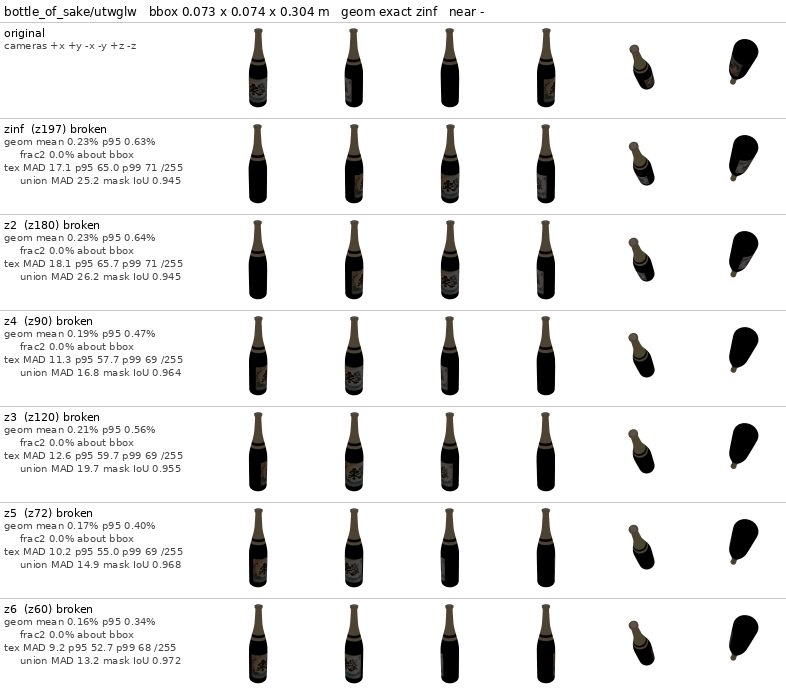 bottle_of_sake/utwglw bbox 0.073 x 0.074 x 0.304 m geom exact zinf near -
original
cameras +x +y -x -y +z -z
zinf (z197) broken
geom mean 0.23% p95 0.63%
frac2 0.0% about bbox
tex MAD 17.1 p95 65.0 p99 71 /255
union MAD 25.2 mask IoU 0.945
z2 (z180) broken
geom mean 0.23% p95 0.64%
frac2 0.0% about bbox
tex MAD 18.1 p95 65.7 p99 71 /255
union MAD 26.2 mask IoU 0.945
z4 (z90) broken
geom mean 0.19% p95 0.47%
frac2 0.0% about bbox
tex MAD 11.3 p95 57.7 p99 69 /255
union MAD 16.8 mask IoU 0.964
z3 (z120) broken
geom mean 0.21% p95 0.56%
frac2 0.0% about bbox
tex MAD 12.6 p95 59.7 p99 69 /255
union MAD 19.7 mask IoU 0.955
z5 (z72) broken
geom mean 0.17% p95 0.40%
frac2 0.0% about bbox
tex MAD 10.2 p95 55.0 p99 69 /255
union MAD 14.9 mask IoU 0.968
z6 (z60) broken
geom mean 0.16% p95 0.34%
frac2 0.0% about bbox
tex MAD 9.2 p95 52.7 p99 68 /255
union MAD 13.2 mask IoU 0.972